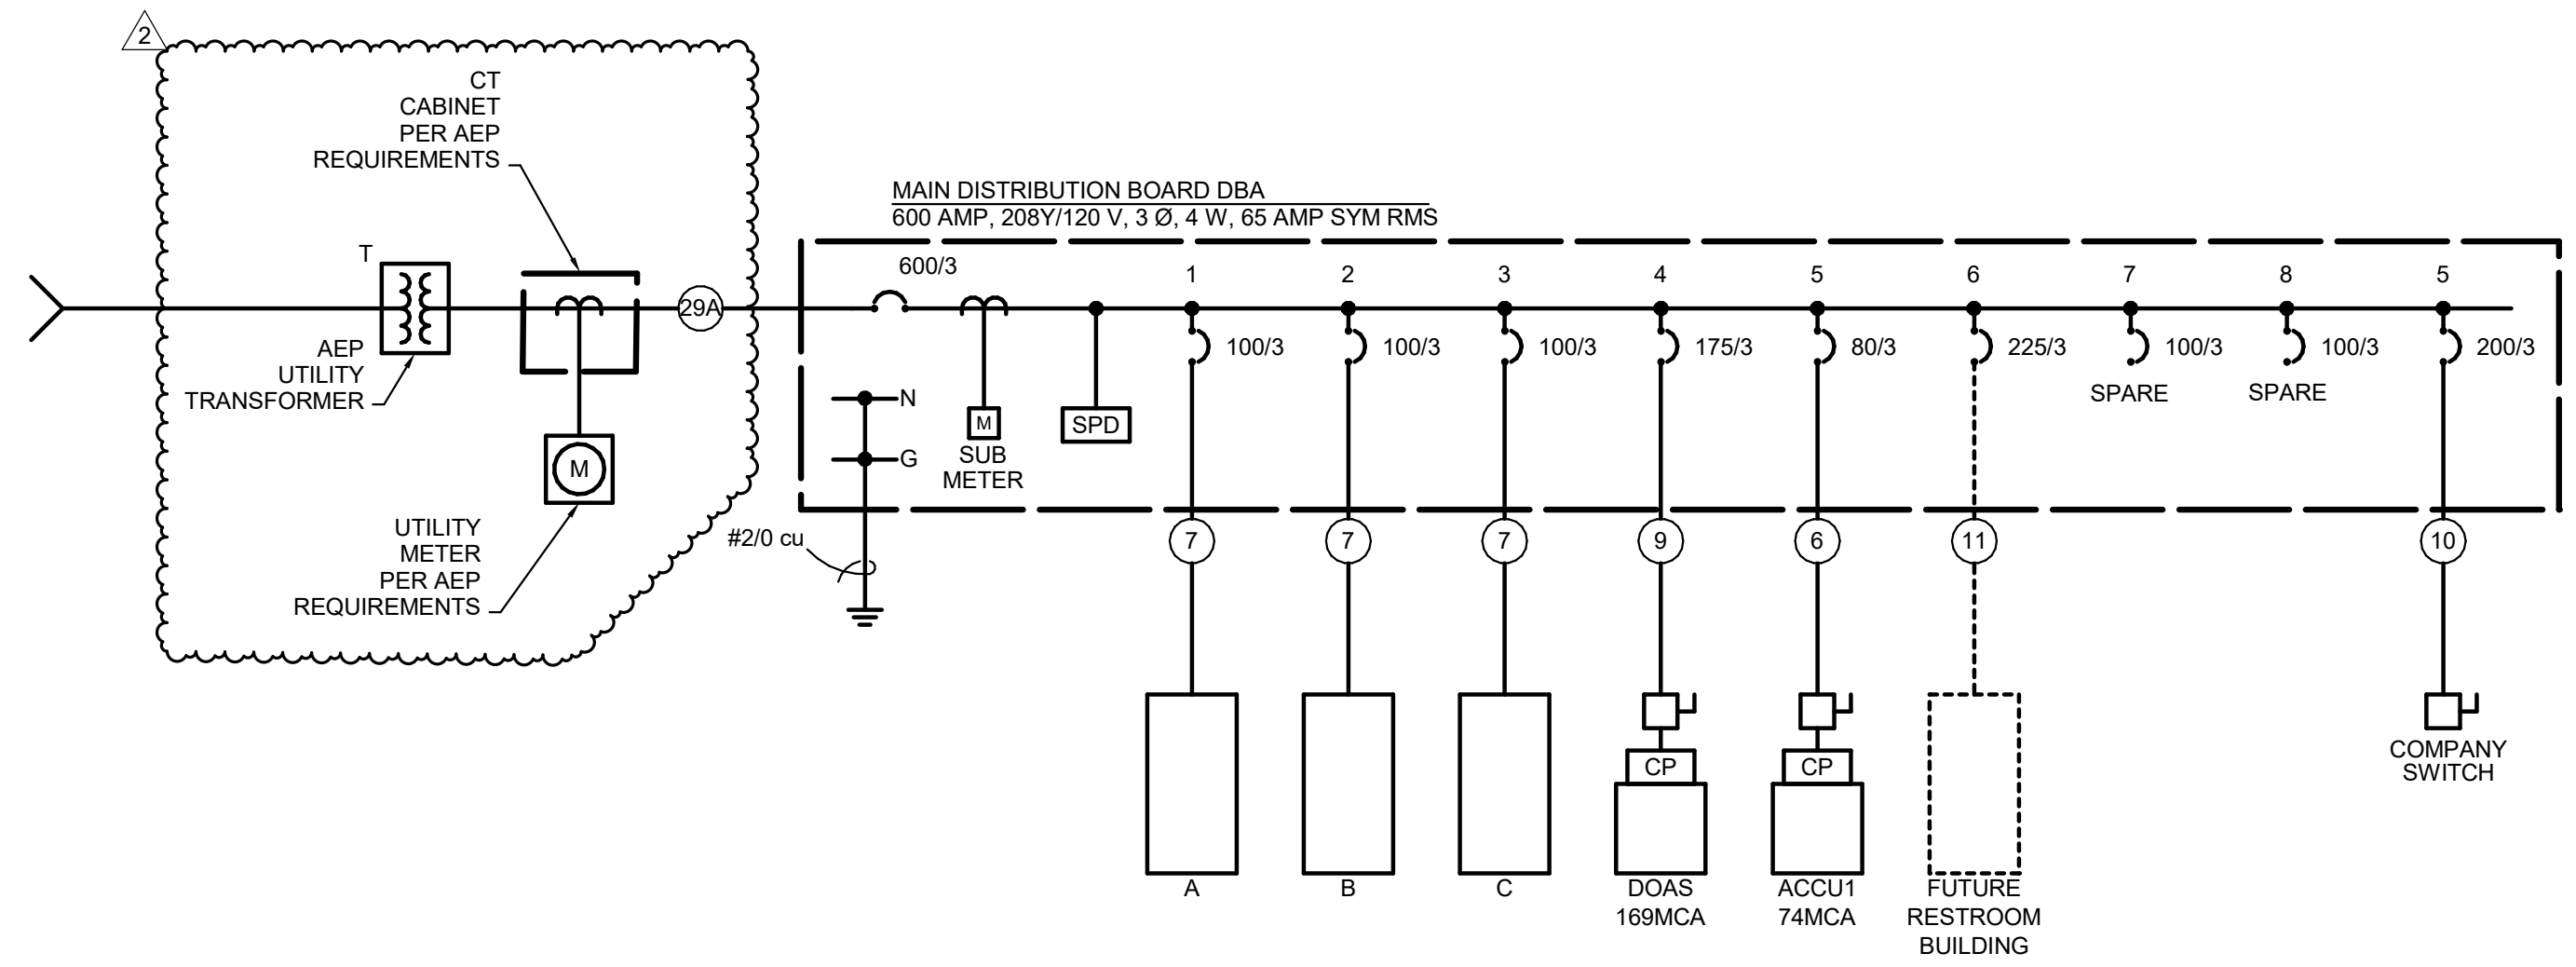 2
CT
CABINET
PER AEP
REQUIREMENTS
T
AEP
UTILITY
TRANSFORMER
29A
M
UTILITY
METER
PER AEP
REQUIREMENTS
MAIN DISTRIBUTION BOARD DBA
600 AMP, 208Y/120 V, 3 Ø, 4 W, 65 AMP SYM RMS
600/3
1 2 3 4 5 6 7 8 5
100/3 100/3 100/3 175/3 80/3 225/3 100/3 100/3 200/3
SPARE SPARE
N
G
M
SUB
METER
SPD
#2/0 cu
7 7 7 9 6 11 10
CP CP
COMPANY
SWITCH
A B C
DOAS
169MCA
ACCU1
74MCA
FUTURE
RESTROOM
BUILDING